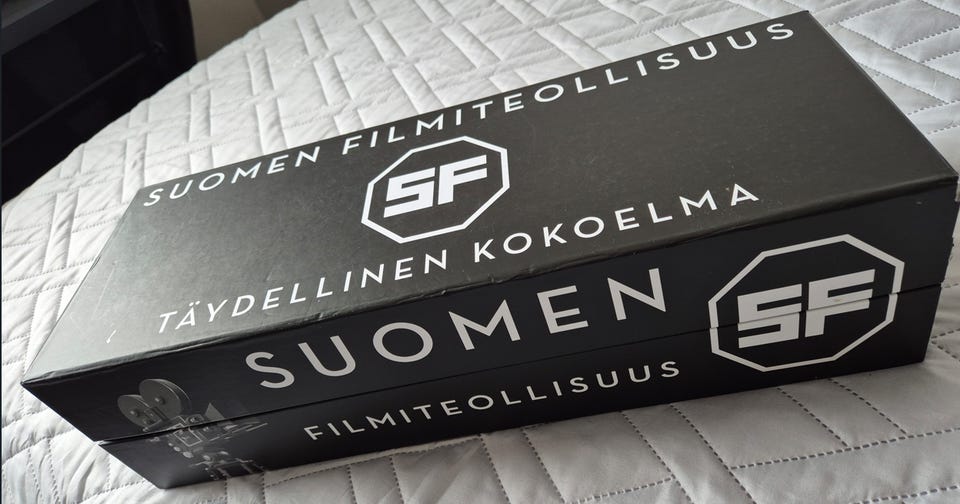 SUOMEN FILMITEOLLISUUS
SF
TÄYDELLINEN KOKOELMA
SUOMEN
FILMITEOLLISUUS
SF